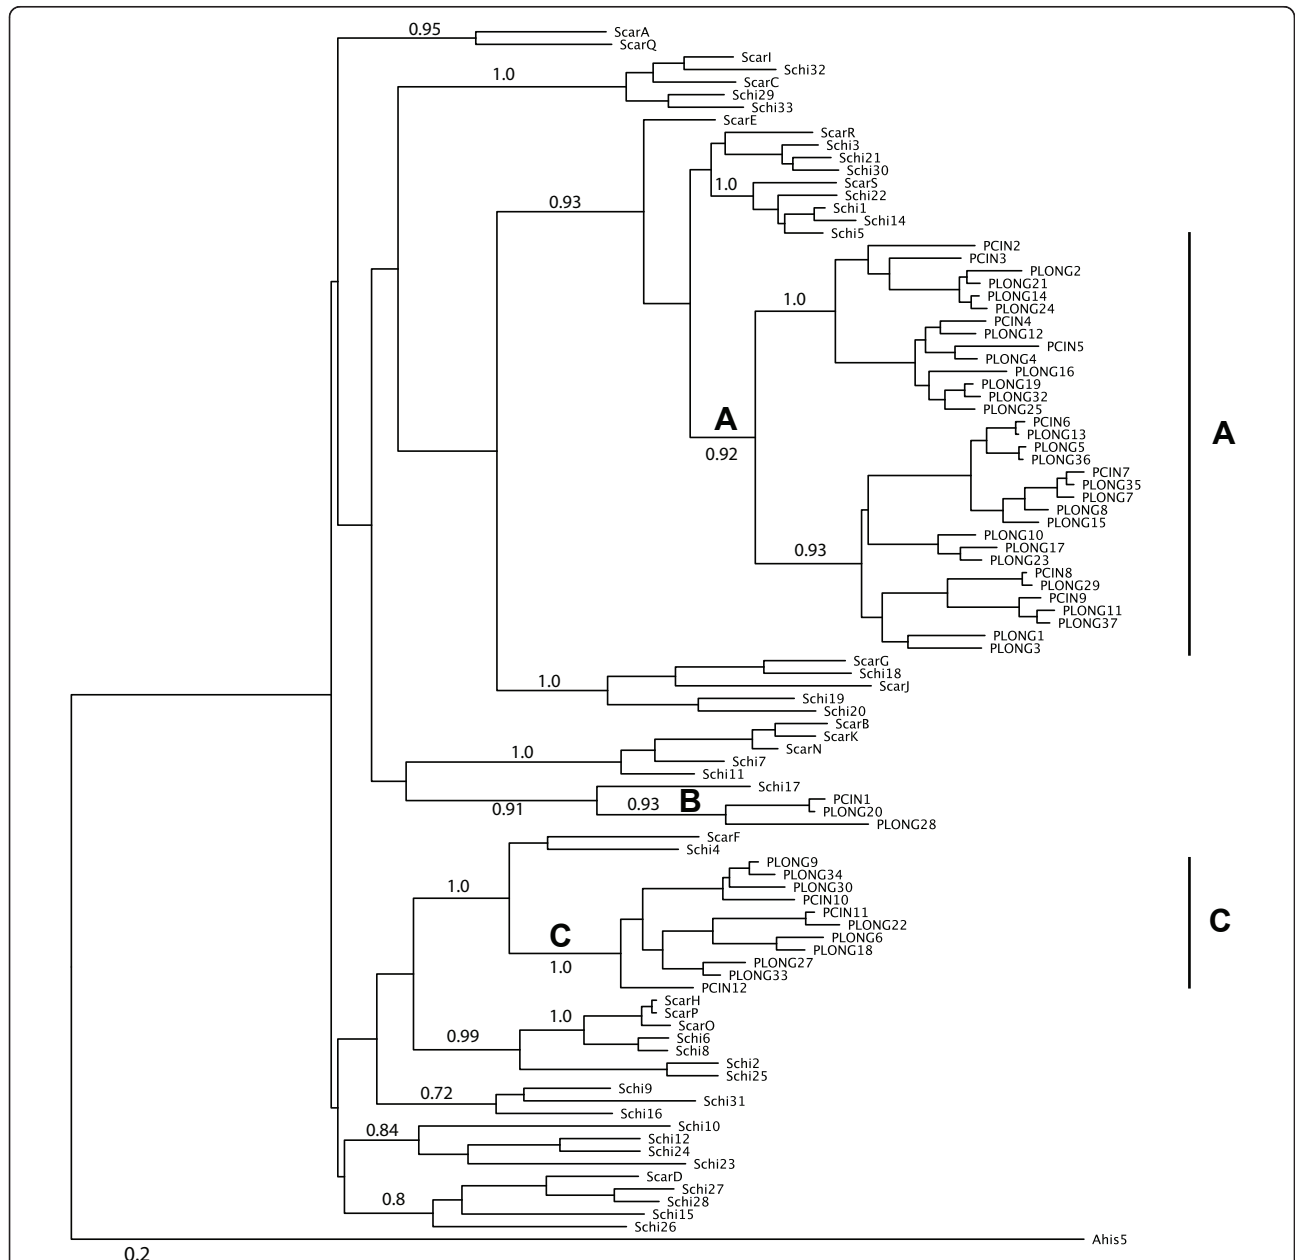 0.95
ScarA
ScarQ
ScarI
1.0
Schi32
ScarC
Schi29
Schi33
ScarE
ScarR
Schi3
Schi21
Schi30
1.0
ScarS
Schi22
0.93
Schi1
Schi14
Schi5
PCIN2
PCIN3
PLONG2
PLONG21
1.0
PLONG14
PLONG24
PCIN4
PLONG12
PCIN5
PLONG4
PLONG16
PLONG19
PLONG32
PLONG25
A
PCIN6
PLONG13
A
PLONG5
0.92
PLONG36
PCIN7
PLONG35
PLONG7
PLONG8
PLONG15
PLONG10
0.93
PLONG17
PLONG23
PCIN8
PLONG29
PCIN9
PLONG11
PLONG37
PLONG1
PLONG3
ScarG
Schi18
1.0
ScarJ
Schi19
Schi20
ScarB
ScarK
1.0
ScarN
Schi7
Schi11
Schi17
0.91
0.93
B
PCIN1
PLONG20
PLONG28
ScarF
Schi4
PLONG9
PLONG34
1.0
PLONG30
PCIN10
PCIN11
C
PLONG22
C
PLONG6
PLONG18
1.0
PLONG27
PLONG33
PCIN12
ScarH
1.0
ScarP
ScarO
0.99
Schi6
Schi8
Schi2
Schi25
0.72
Schi9
Schi31
Schi16
0.84
Schi10
Schi12
Schi24
Schi23
ScarD
0.8
Schi27
Schi28
Schi15
Schi26
Ahis5
0.2